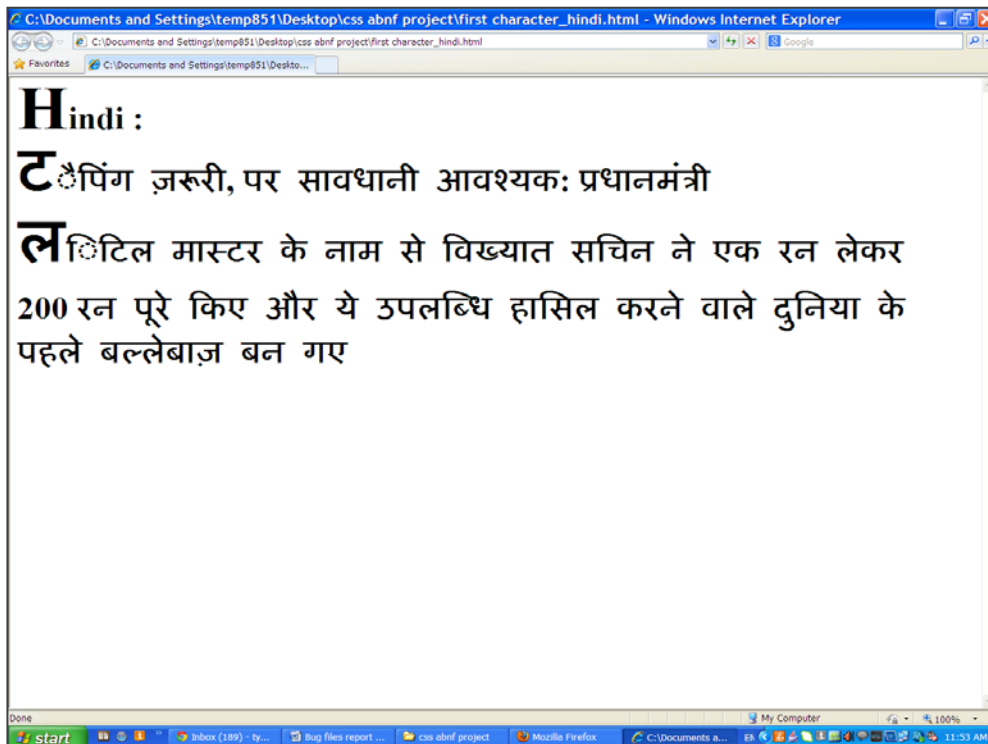 C:\Documents and Settings\temp851\Desktop\css abnf project\first character_hindi.html - Windows Internet Explorer
C:\Documents and Settings\temp851\Desktop\css abnf project\first character_hindi.html Google
Favorites C:\Documents and Settings\temp851\Deskto...
Hindi :
टैपिंग ज़रूरी, पर सावधानी आवश्यक: प्रधानमंत्री
लििटिल मास्टर के नाम से विख्यात सचिन ने एक रन लेकर
200 रन पूरे किए और ये उपलब्धि हासिल करने वाले दुनिया के
पहले बल्लेबाज़ बन गए
Done My Computer 100%
start Inbox (189) - ty... Bug files report ... css abnf project Mozilla Firefox C:\Documents a... EN 11:53 AM